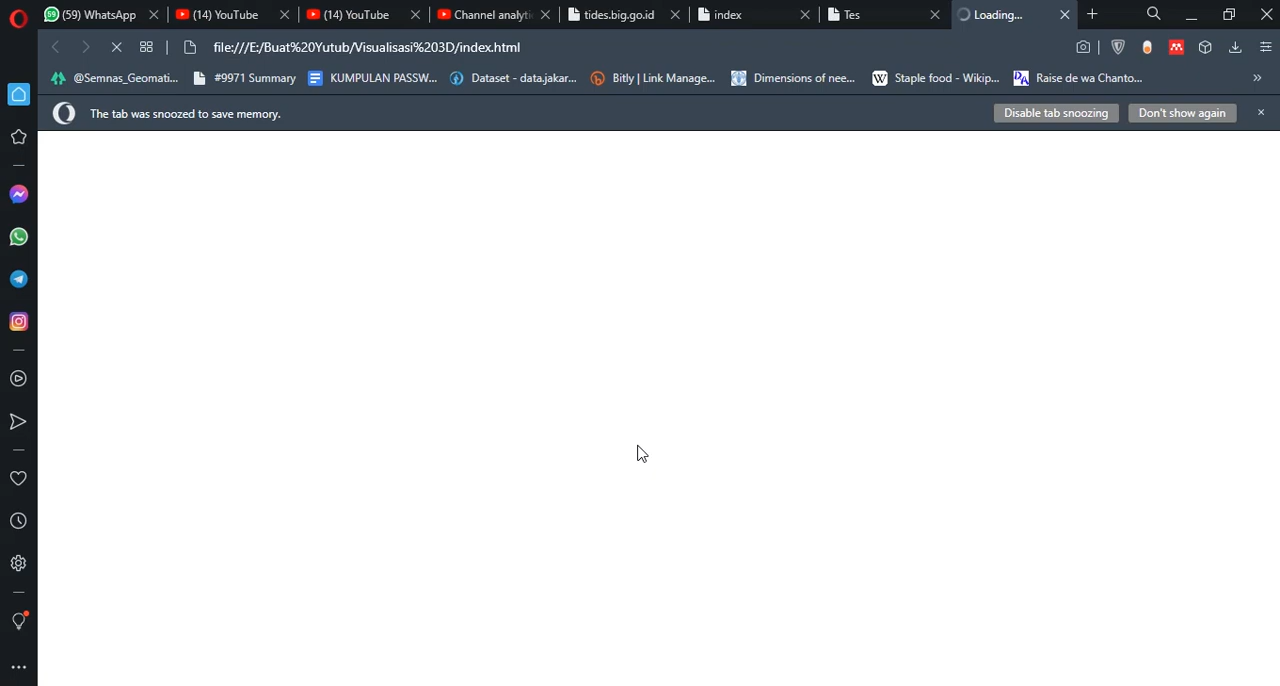 59 (59) WhatsApp (14) YouTube (14) YouTube Channel analyti tides.big.go.id index Tes Loading...
file:///E:/Buat%20Yutub/Visualisasi%203D/index.html
@Semnas_Geomati... #9971 Summary KUMPULAN PASSW... Dataset - data.jakar... Bitly | Link Manage... Dimensions of nee... W Staple food - Wikip... Raise de wa Chanto... »
The tab was snoozed to save memory. Disable tab snoozing Don't show again